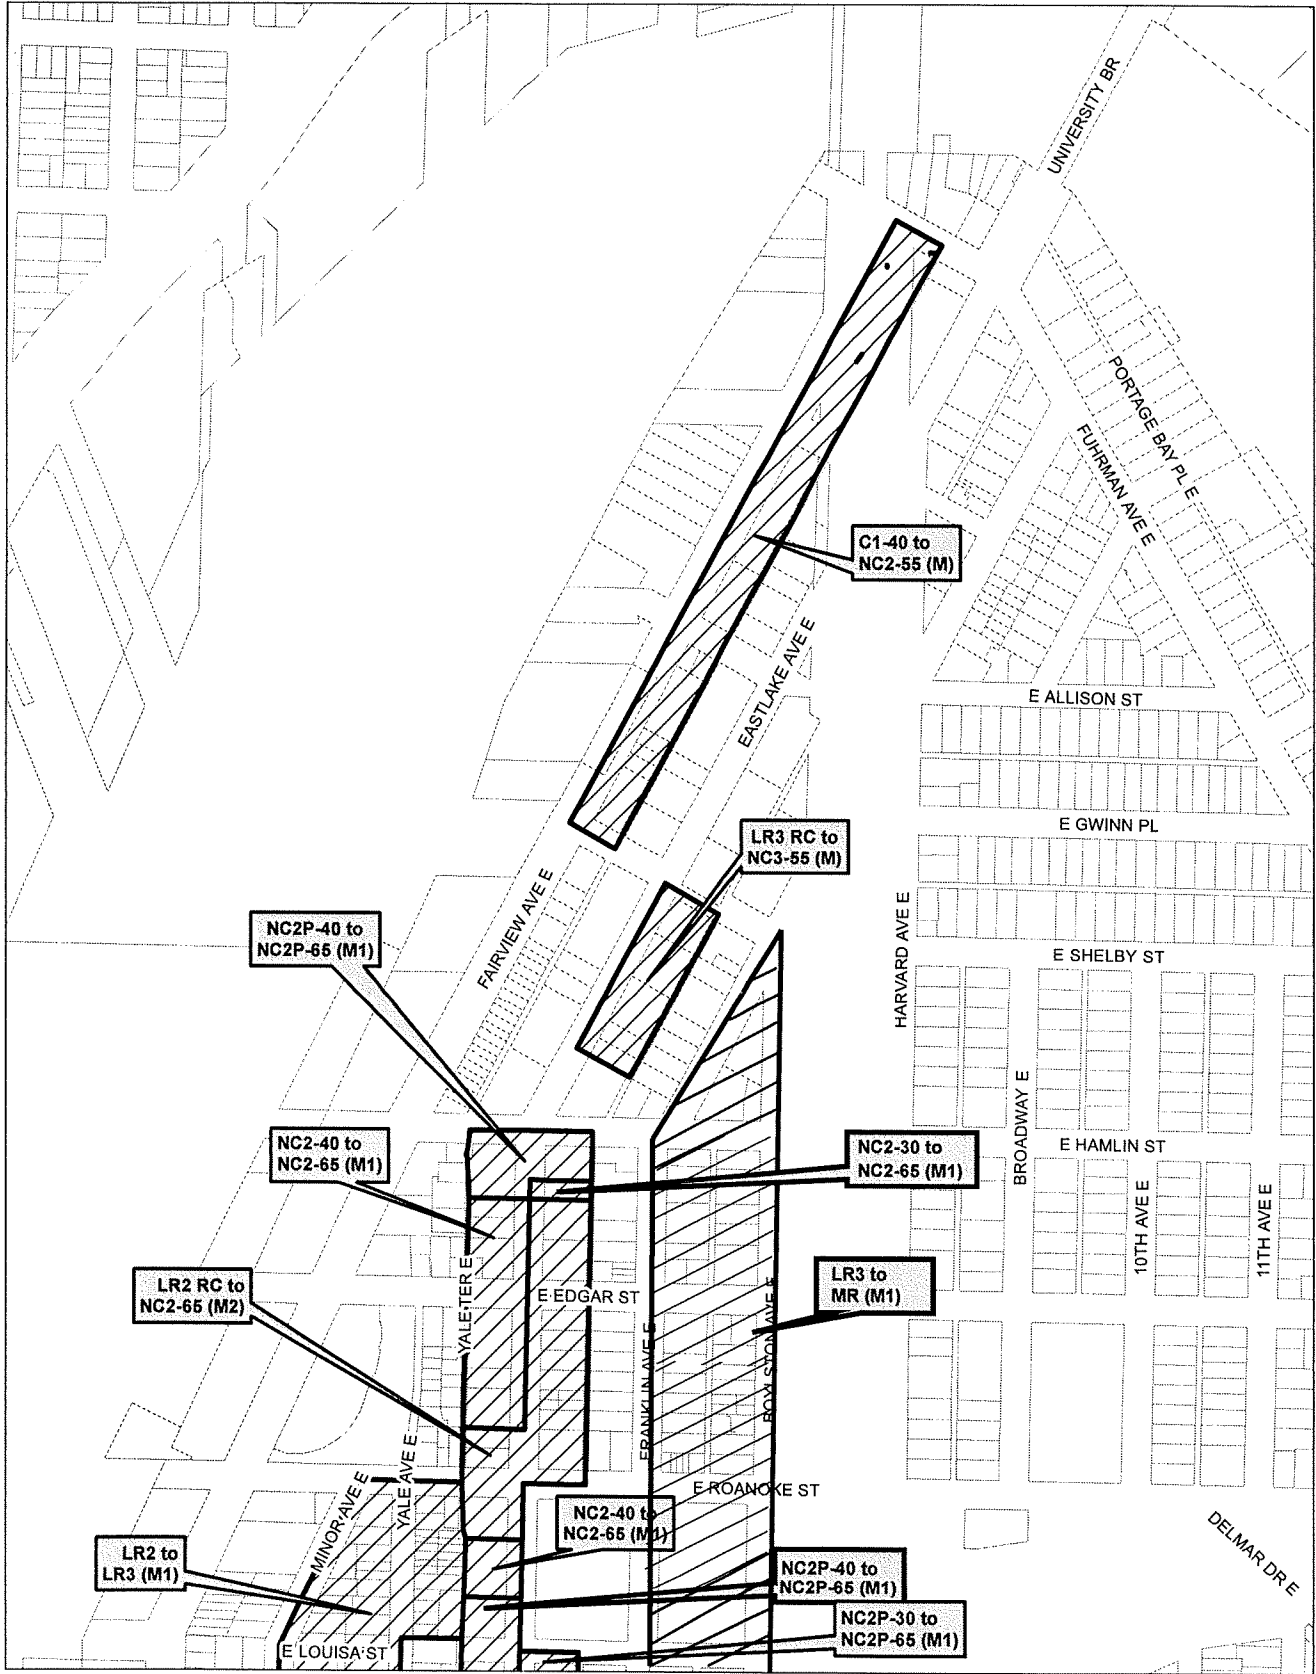 UNIVERSITY BR
PORTAGE BAY PL E
FUHRMAN AVE E
C1-40 to
NC2-55 (M)
EASTLAKE AVE E
E ALLISON ST
E GWINN PL
LR3 RC to
NC3-55 (M)
FAIRVIEW AVE E
HARVARD AVE E
NC2P-40 to
NC2P-65 (M1)
E SHELBY ST
NC2-40 to
NC2-65 (M1)
NC2-30 to
NC2-65 (M1)
BROADWAY E
E HAMLIN ST
10TH AVE E
11TH AVE E
LR2 RC to
NC2-65 (M2)
YALE TER E
E EDGAR ST
LR3 to
MR (M1)
FRANKLIN AVE E
BOYLSTON AVE E
MINOR AVE E
YALE AVE E
E ROANOKE ST
NC2-40 to
NC2-65 (M1)
DELMAR DR E
LR2 to
LR3 (M1)
NC2P-40 to
NC2P-65 (M1)
NC2P-30 to
NC2P-65 (M1)
E LOUISA ST